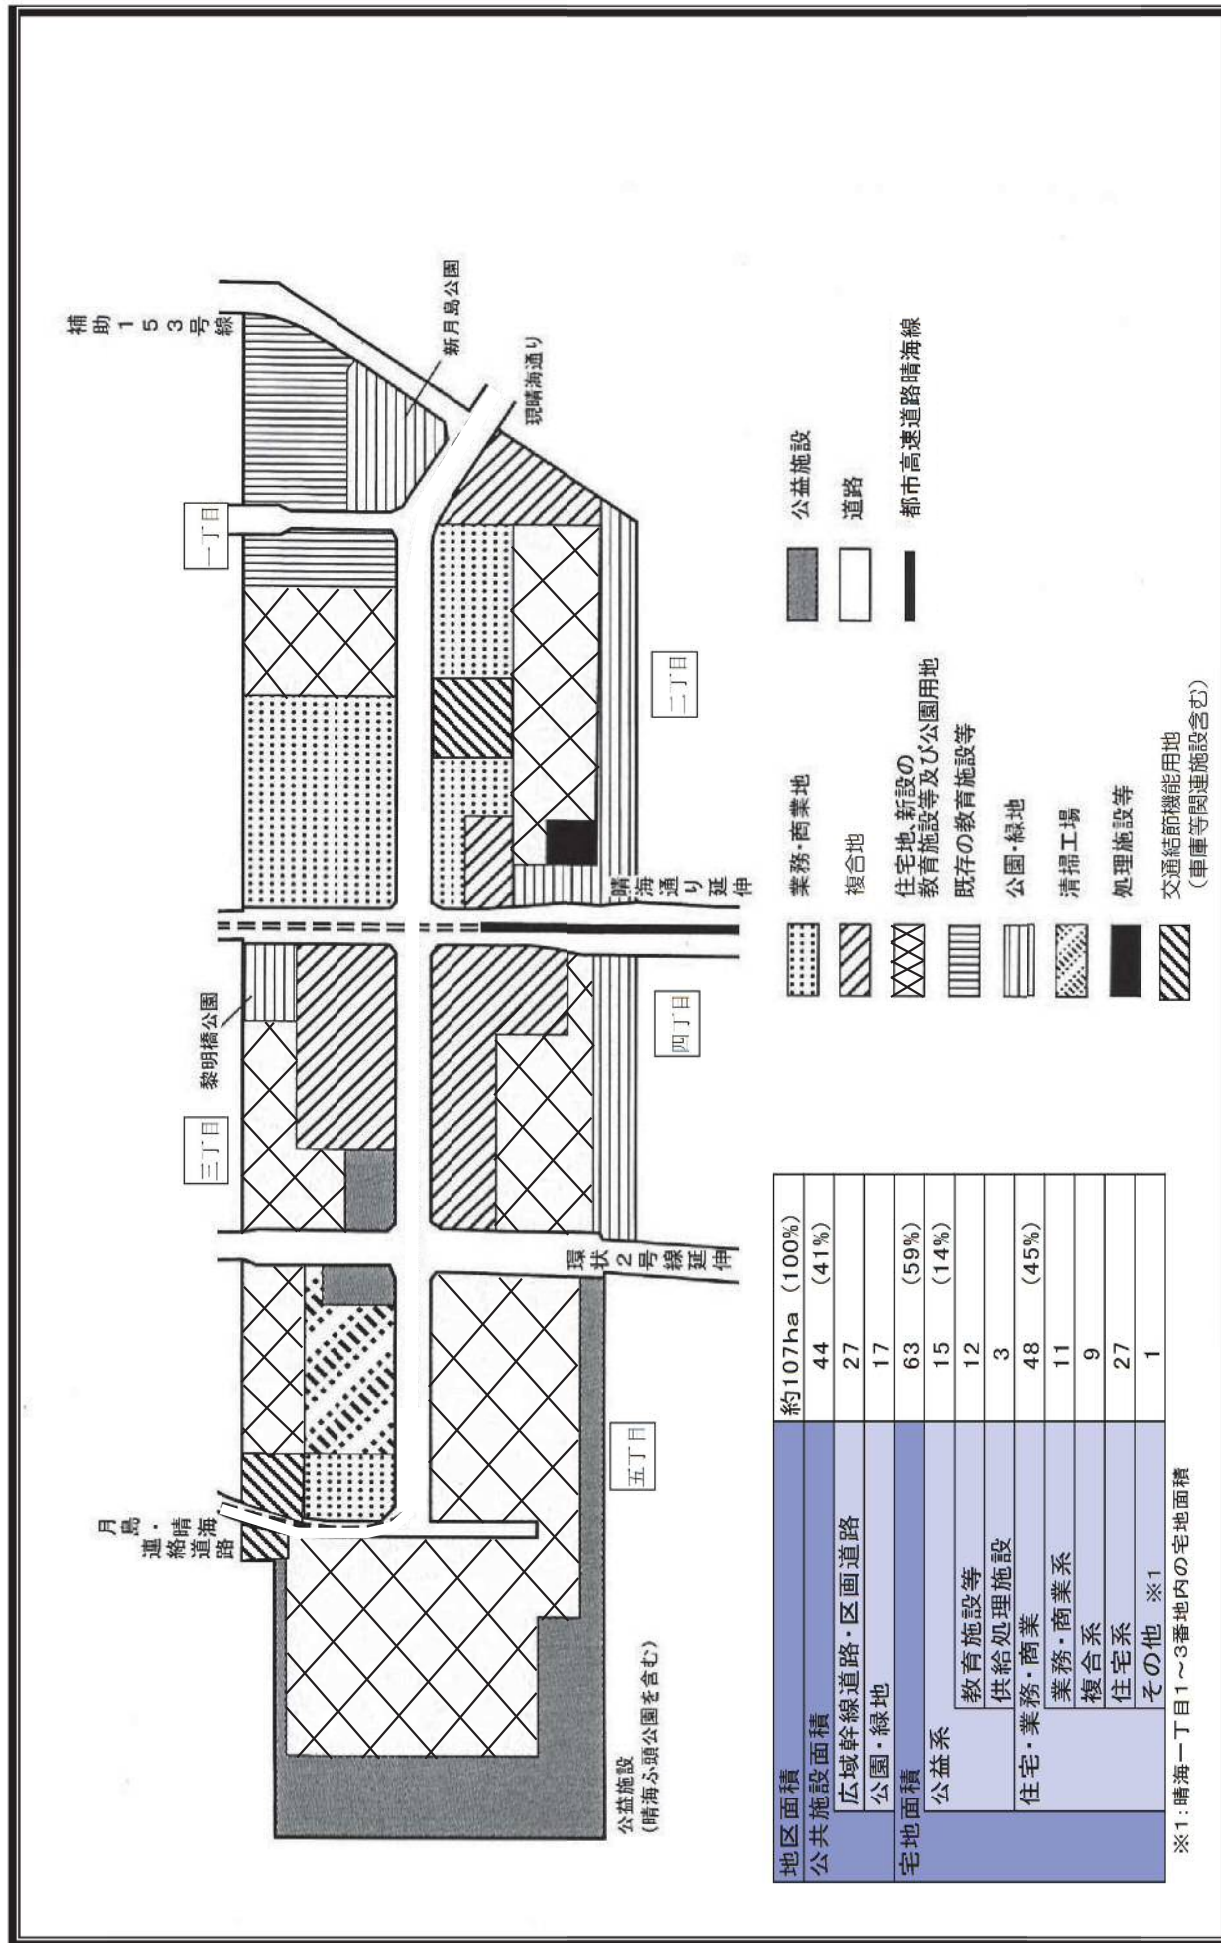 補助153号線
新月島公園
現晴海通り
一丁目
二丁目
晴海通り延伸
黎明橋公園
三丁目
四丁目
環状2号線延伸
月島・晴海
連絡道路
五丁目
公益施設
(晴海ふ頭公園を含む)
業務・商業地
複合地
住宅地、新設の
教育施設等及び公園用地
既存の教育施設等
公園・緑地
清掃工場
処理施設等
交通結節機能用地
(車庫等関連施設含む)
公益施設
道路
都市高速道路晴海線
地区面積 約107ha (100%)
公共施設面積 44 (41%)
広域幹線道路・区画道路 27
公園・緑地 17
宅地面積 63 (59%)
公益系 15 (14%)
教育施設等 12
供給処理施設 3
住宅・業務・商業 48 (45%)
業務・商業系 11
複合系 9
住宅系 27
その他 ※1 1
※1:晴海一丁目1～3番地内の宅地面積